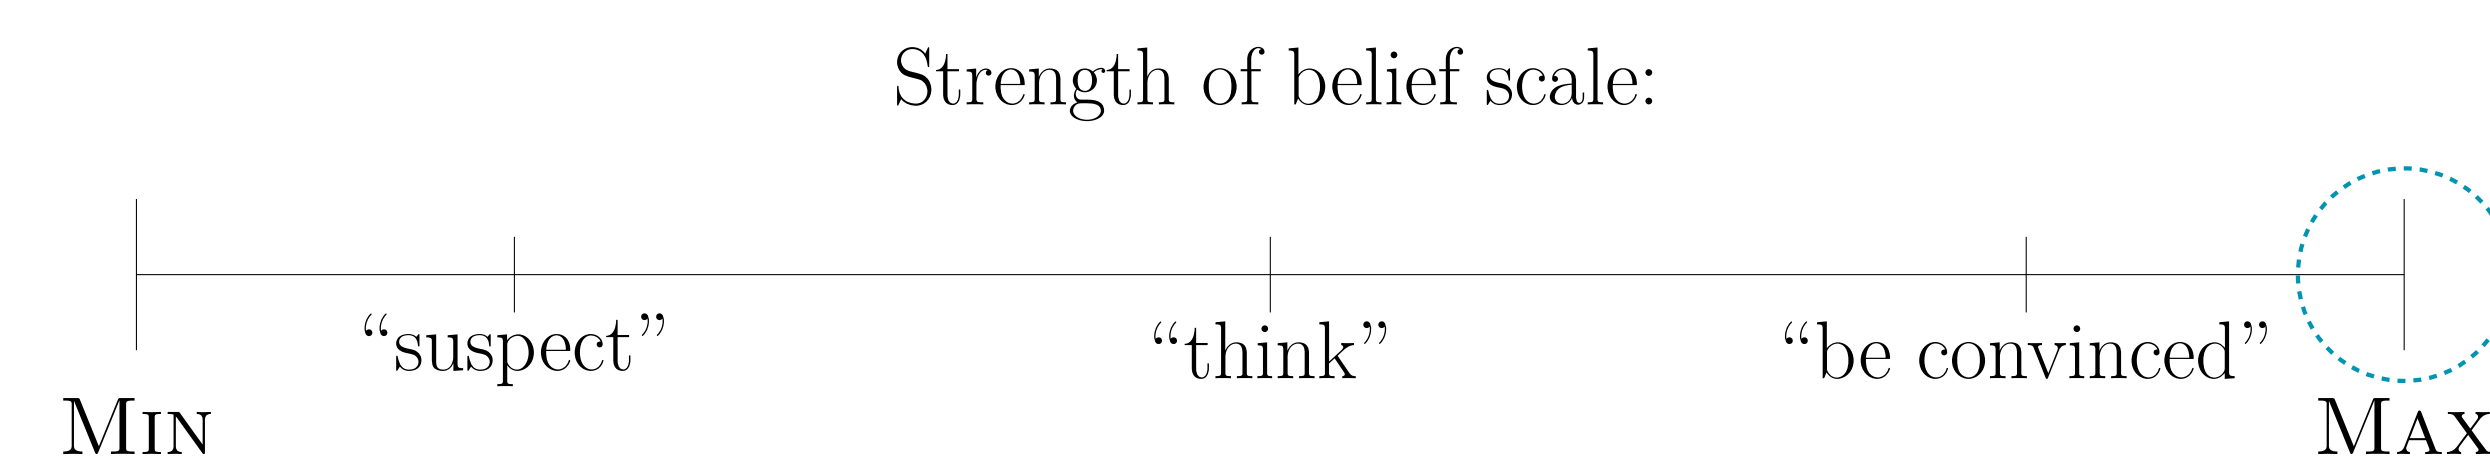 Strength of belief scale:
“suspect” “think” “be convinced”
Min Max